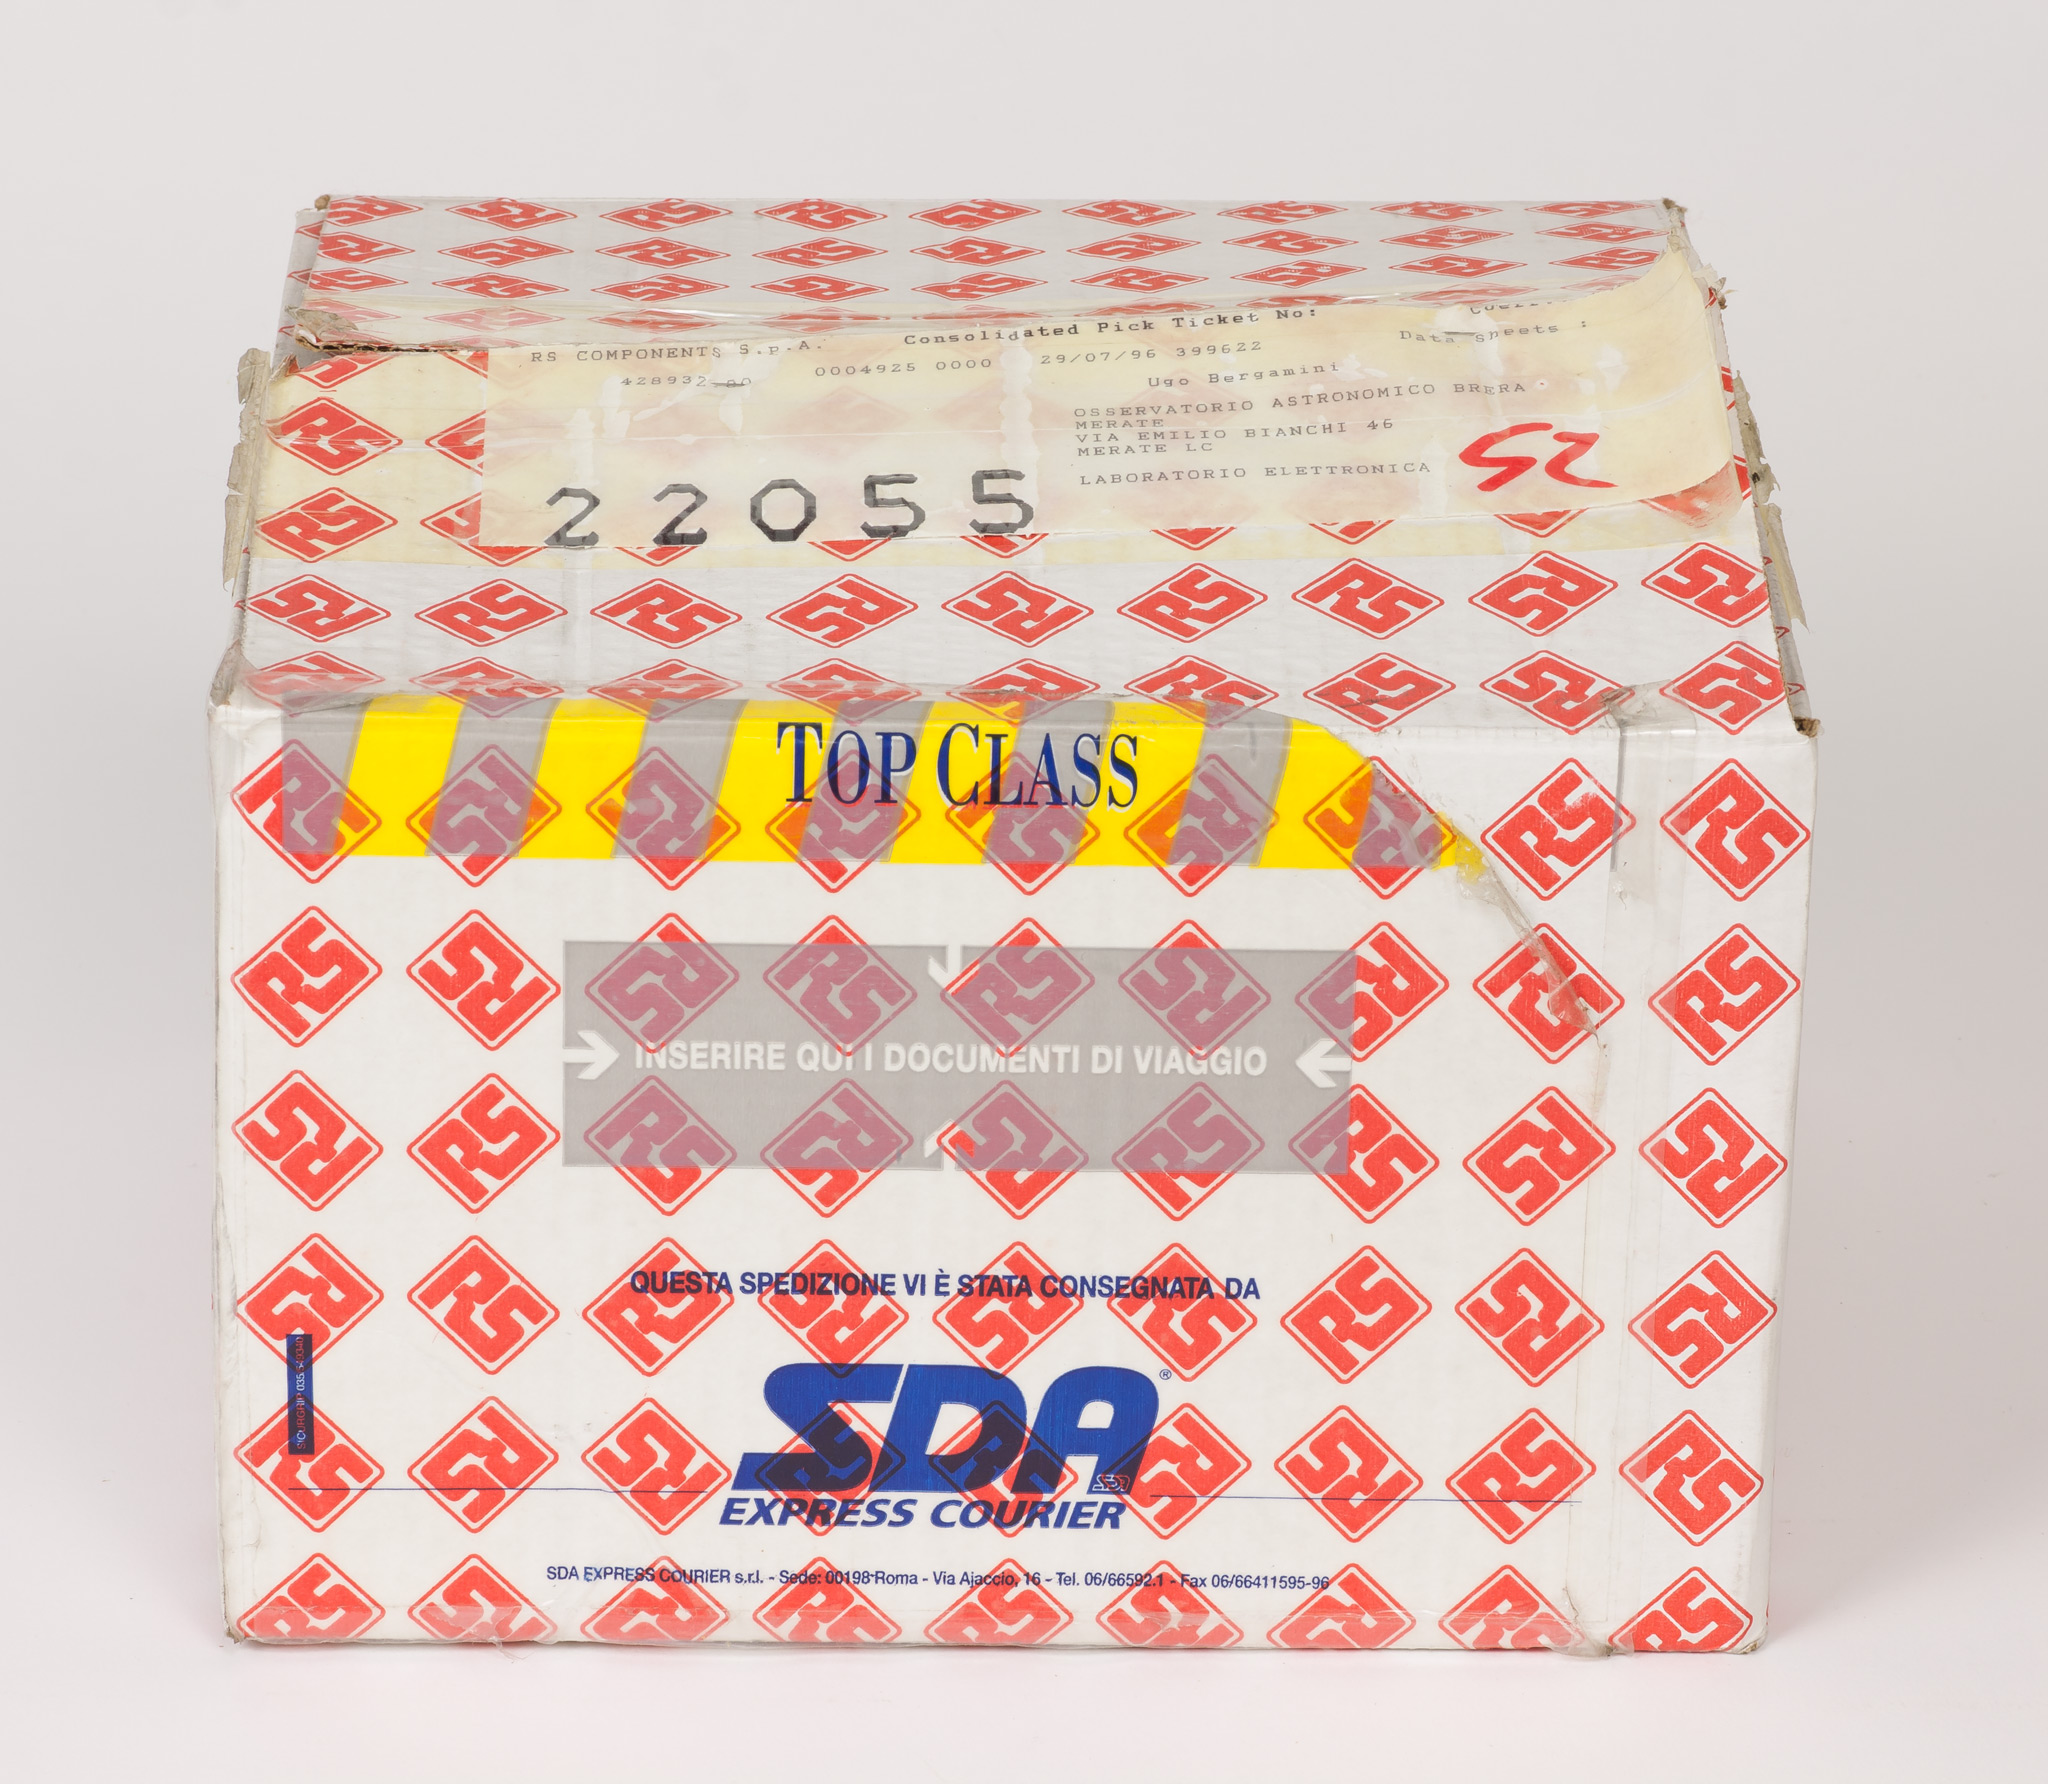 Consolidated Pick Ticket No:
RS COMPONENTS S.p.A.
Data sheets :
428932
0004925 0000
29/07/96 399622
Ugo Bergamini
OSSERVATORIO ASTRONOMICO BRERA
MERATE
VIA EMILIO BIANCHI 46
MERATE LC
LABORATORIO ELETTRONICA
22055
TOP CLASS
INSERIRE QUI I DOCUMENTI DI VIAGGIO
QUESTA SPEDIZIONE VI È STATA CONSEGNATA DA
SDA®
EXPRESS COURIER
SDA EXPRESS COURIER s.r.l. - Sede: 00198 Roma - Via Ajaccio, 16 - Tel. 06/66592.1 - Fax 06/66411595-96
RS